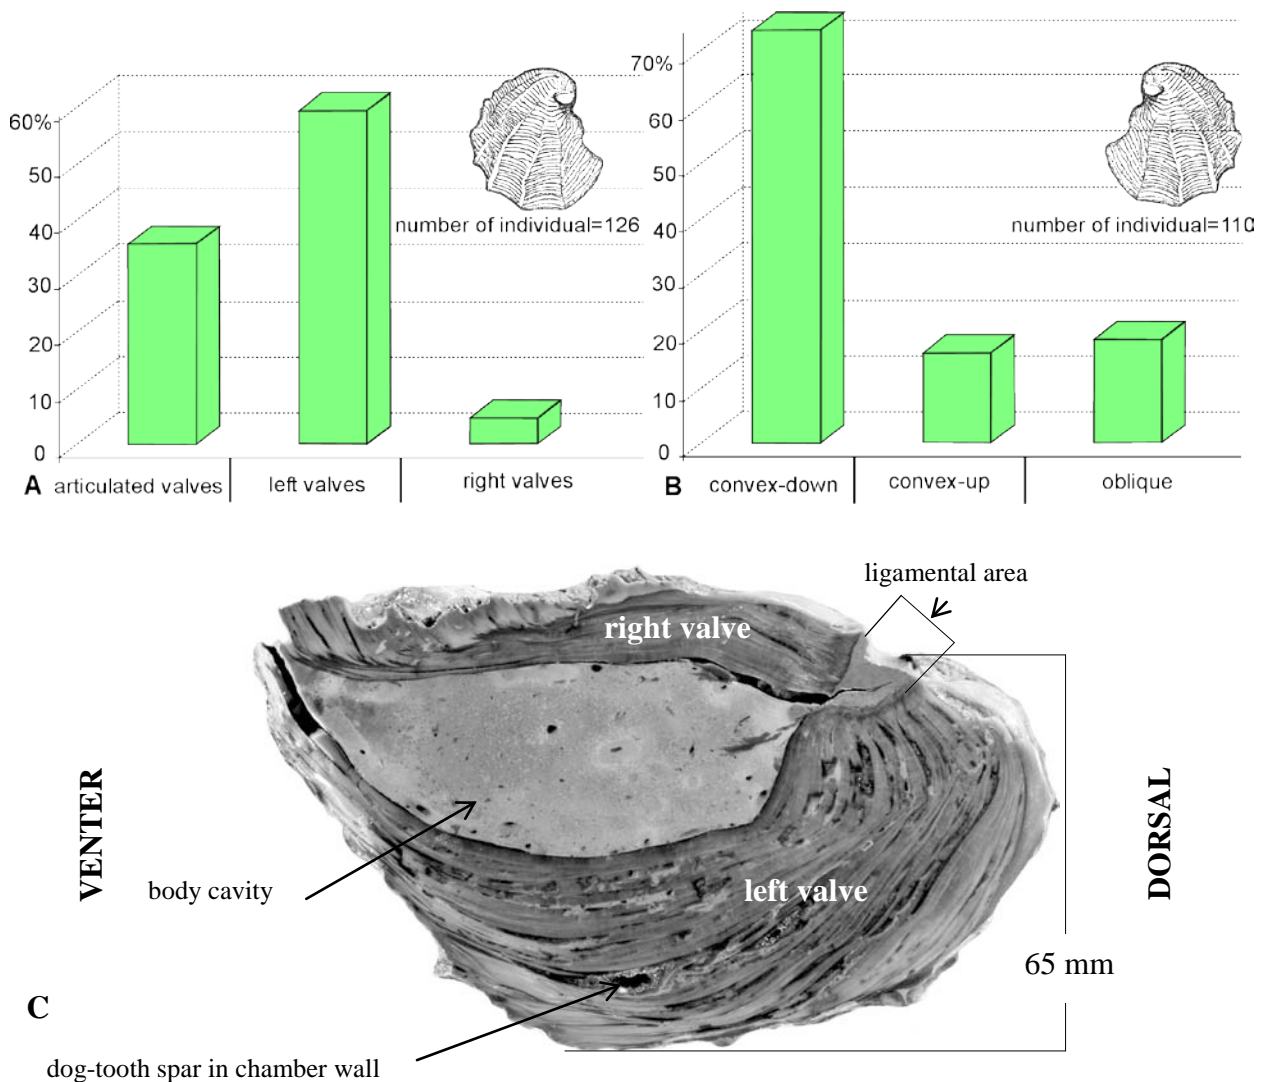 60%
50
40
30
20
10
0
number of individual=126
A articulated valves left valves right valves
70%
60
50
40
30
20
10
0
number of individual=110
B convex-down convex-up oblique
ligamental area
right valve
VENTER
DORSAL
body cavity
left valve
65 mm
C
dog-tooth spar in chamber wall